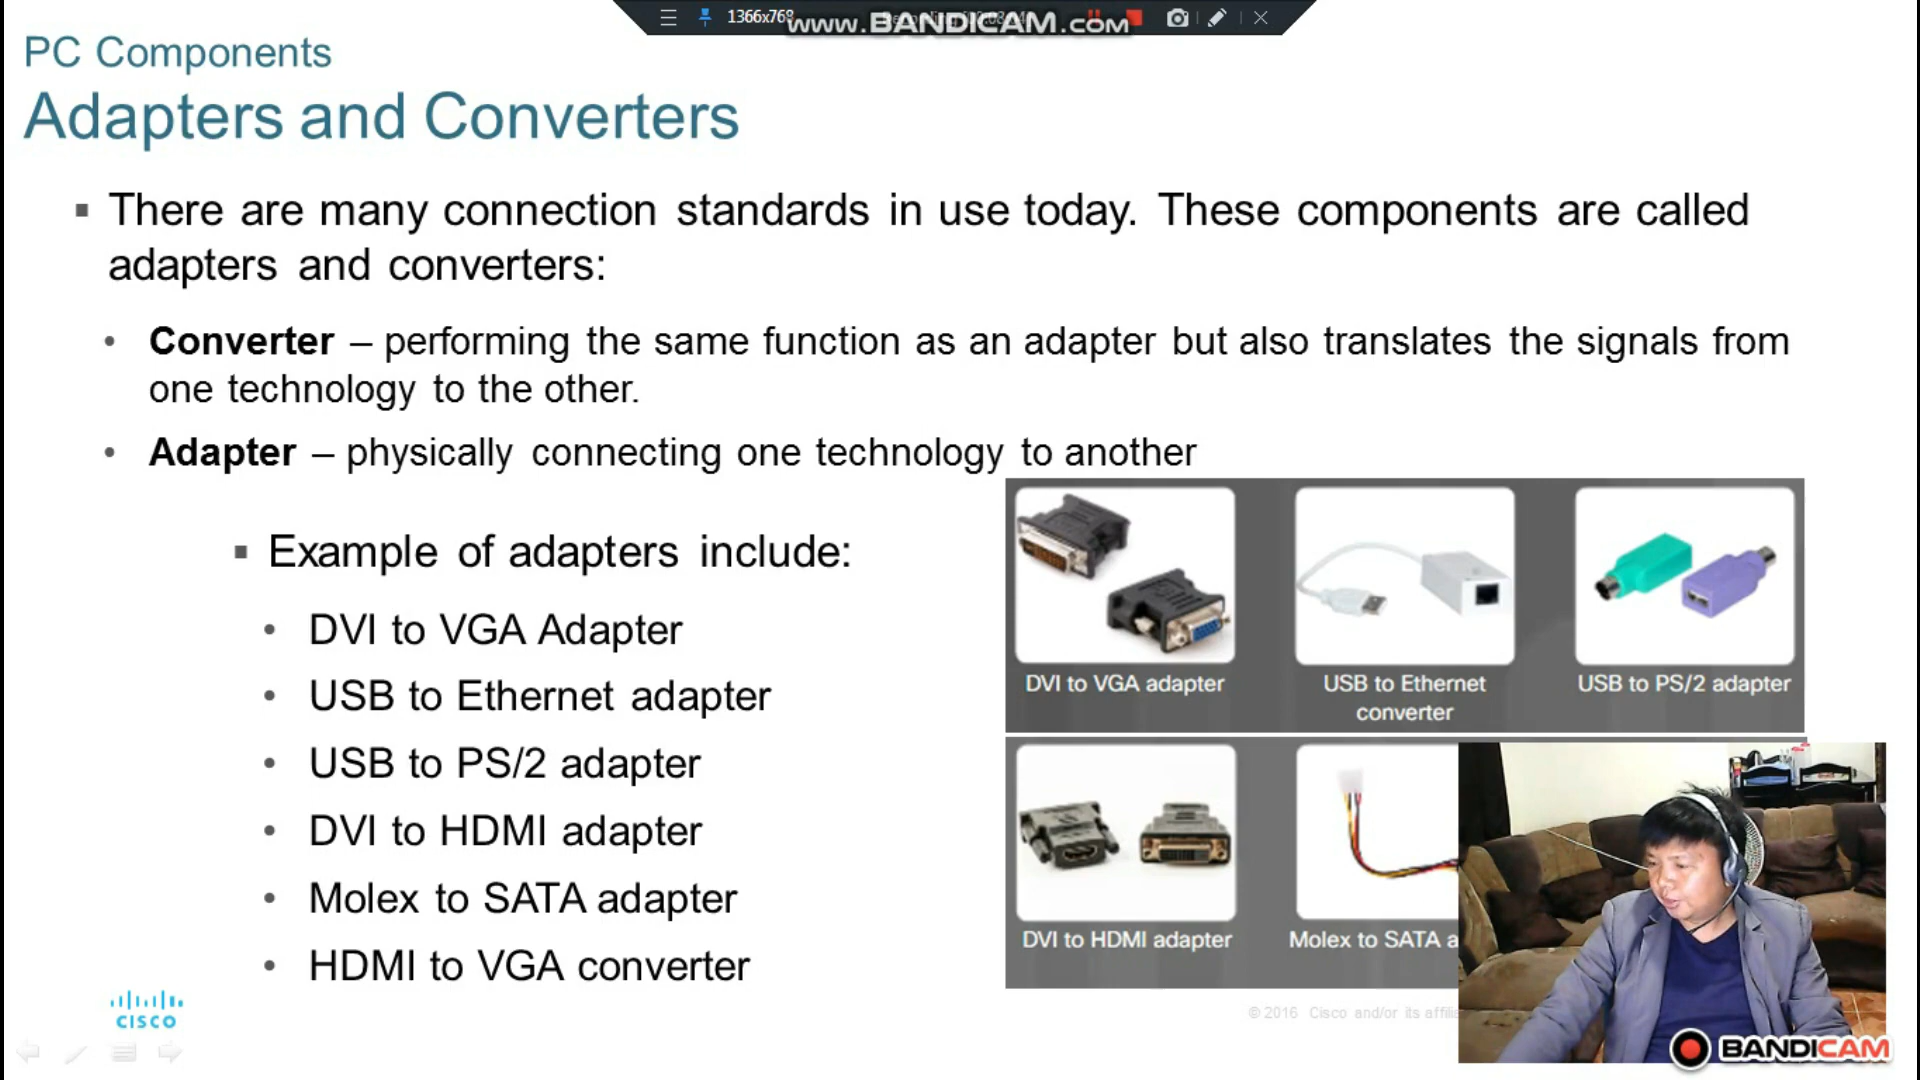 1366x768
www.BANDICAM.com
PC Components
Adapters and Converters
▪ There are many connection standards in use today. These components are called
adapters and converters:
• Converter – performing the same function as an adapter but also translates the signals from
one technology to the other.
• Adapter – physically connecting one technology to another
▪ Example of adapters include:
• DVI to VGA Adapter
• USB to Ethernet adapter
• USB to PS/2 adapter
• DVI to HDMI adapter
• Molex to SATA adapter
• HDMI to VGA converter
DVI to VGA adapter
USB to Ethernet
converter
USB to PS/2 adapter
DVI to HDMI adapter
Molex to SATA a
CISCO
© 2016 Cisco and/or its affili
BANDICAM